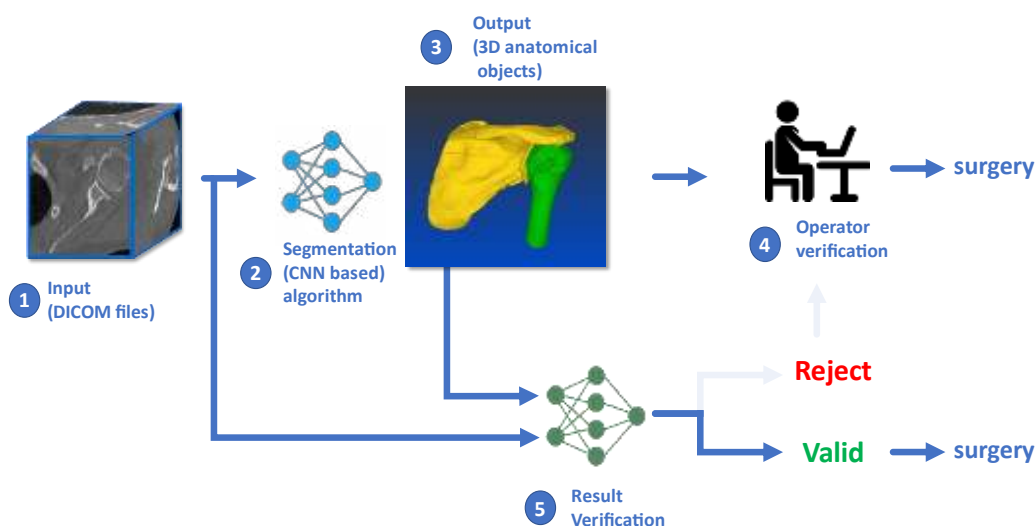 1
Input
(DICOM files)
2
Segmentation
(CNN based)
algorithm
3
Output
(3D anatomical
objects)
4
Operator
verification
surgery
Reject
Valid
surgery
5
Result
Verification